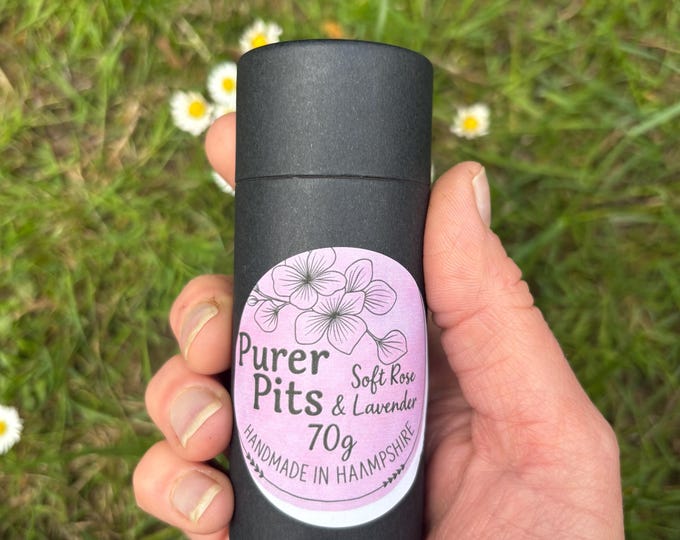 Purer
Pits
Soft Rose
& Lavender
70g
HANDMADE IN HAAMPSHIRE